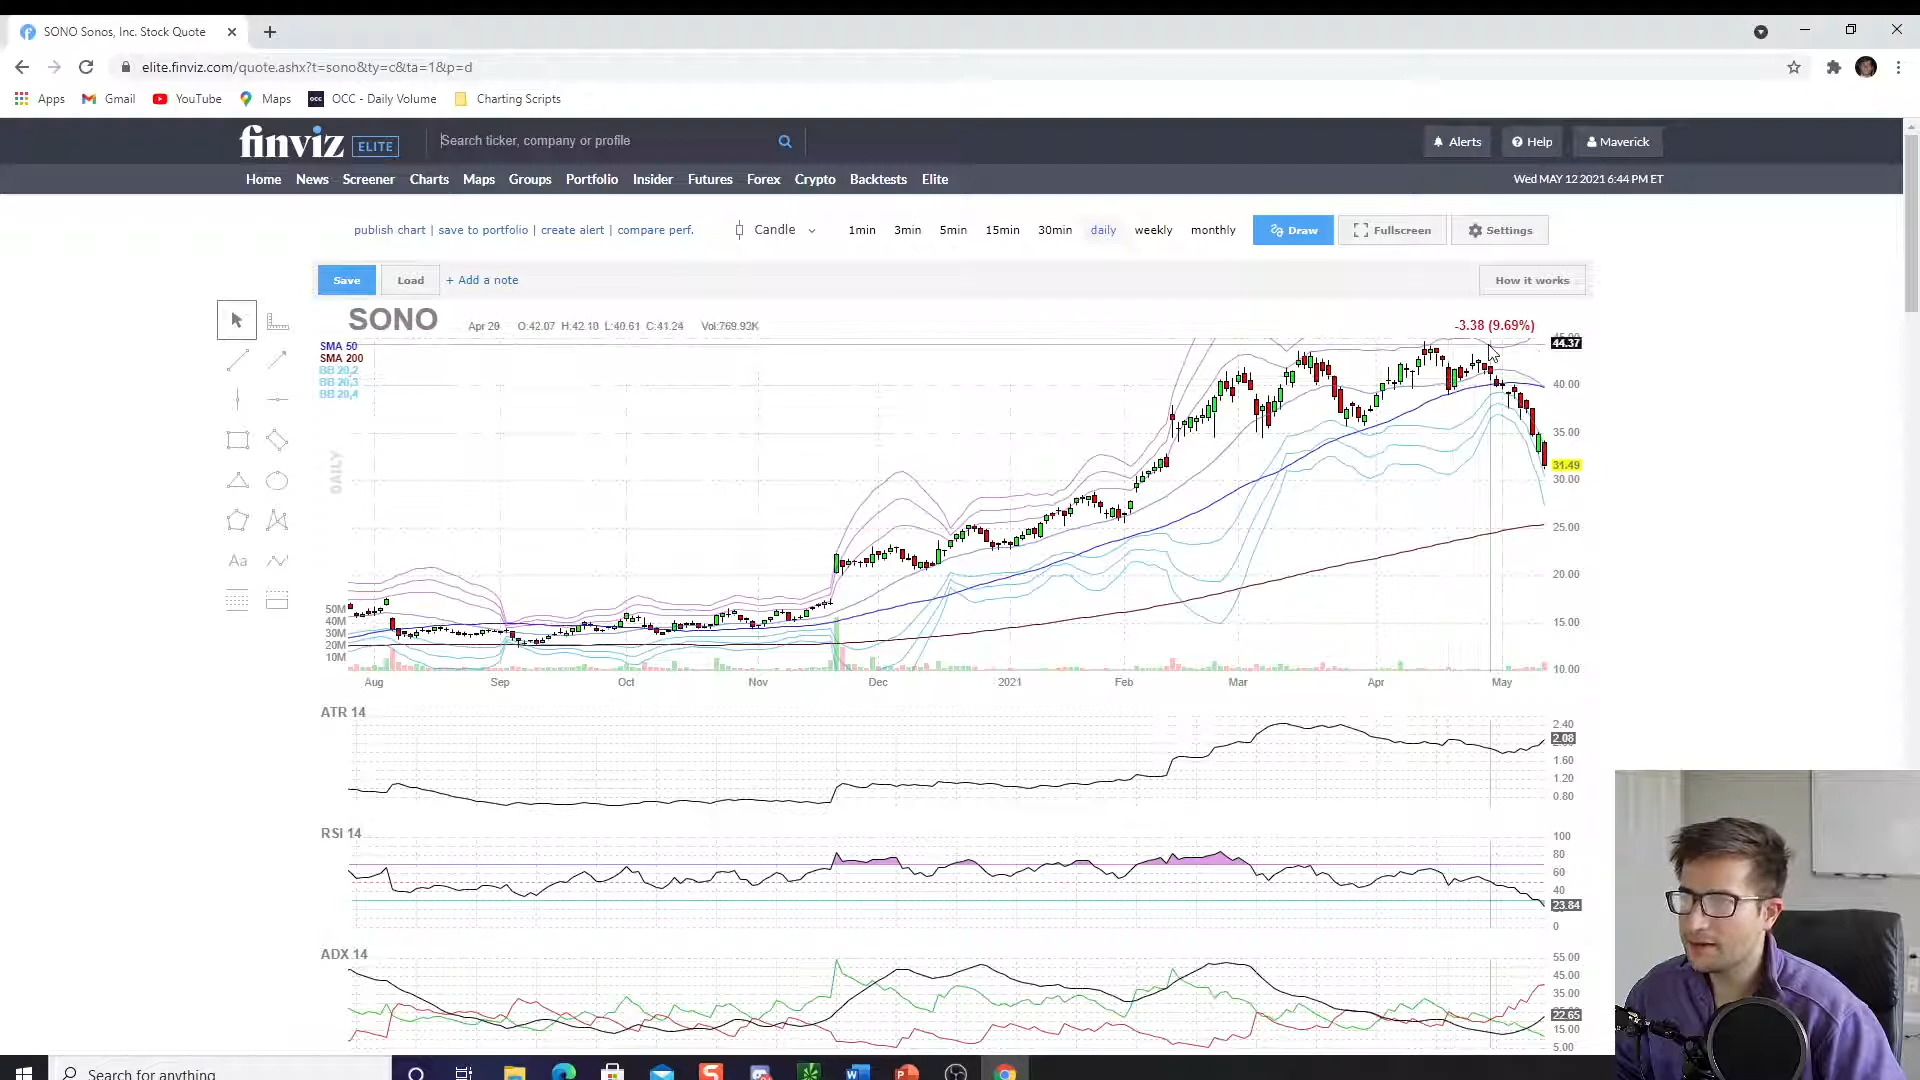 SONO Sonos, Inc. Stock Quote
elite.finviz.com/quote.ashx?t=sono&ty=c&ta=1&p=d
Apps Gmail YouTube Maps OCC - Daily Volume Charting Scripts
finviz ELITE Search ticker, company or profile Alerts Help Maverick
Home News Screener Charts Maps Groups Portfolio Insider Futures Forex Crypto Backtests Elite Wed MAY 12 2021 6:44 PM ET
publish chart | save to portfolio | create alert | compare perf. Candle 1min 3min 5min 15min 30min daily weekly monthly Draw Fullscreen Settings
Save Load + Add a note How it works
SONO Apr 29 O:42.07 H:42.10 L:40.61 C:41.24 Vol:769.92K -3.38 (9.69%)
45.00
44.37
SMA 50
SMA 200
BB 20,2
BB 20,3
BB 20,4
40.00
35.00
31.49
30.00
25.00
20.00
15.00
10.00
DAILY
50M
40M
30M
20M
10M
Aug Sep Oct Nov Dec 2021 Feb Mar Apr May
Aa
ATR 14
2.40
2.08
1.60
1.20
0.80
RSI 14
100
80
60
40
23.84
0
ADX 14
55.00
45.00
35.00
22.65
15.00
5.00
Search for anything